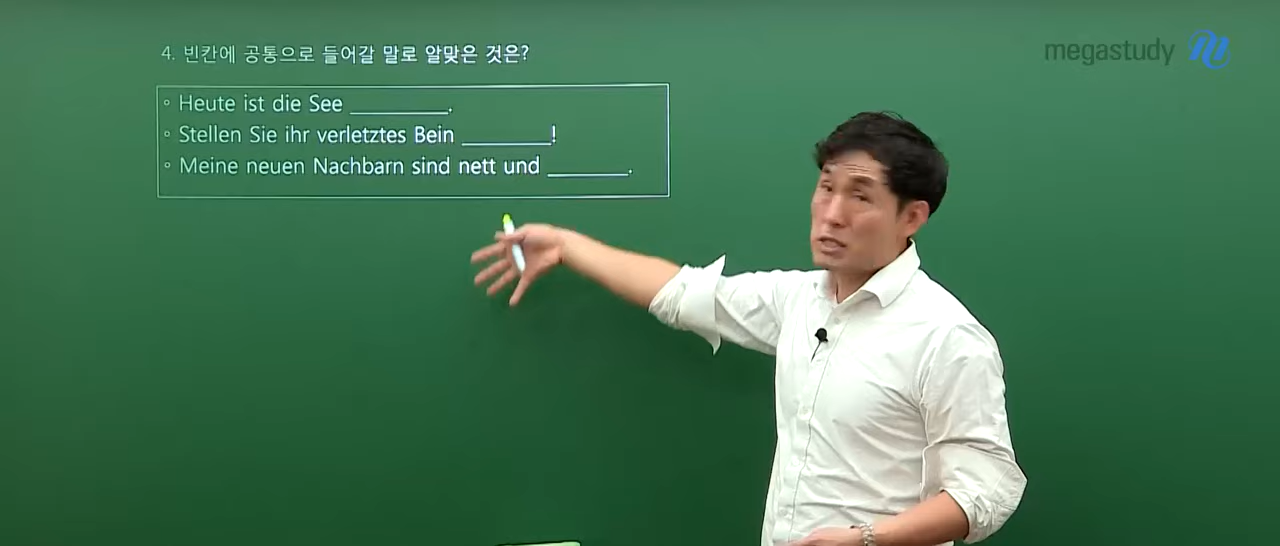 4. 빈칸에 공통으로 들어갈 말로 알맞은 것은?
megastudy
◦ Heute ist die See ________.
◦ Stellen Sie ihr verletztes Bein ________!
◦ Meine neuen Nachbarn sind nett und ________.